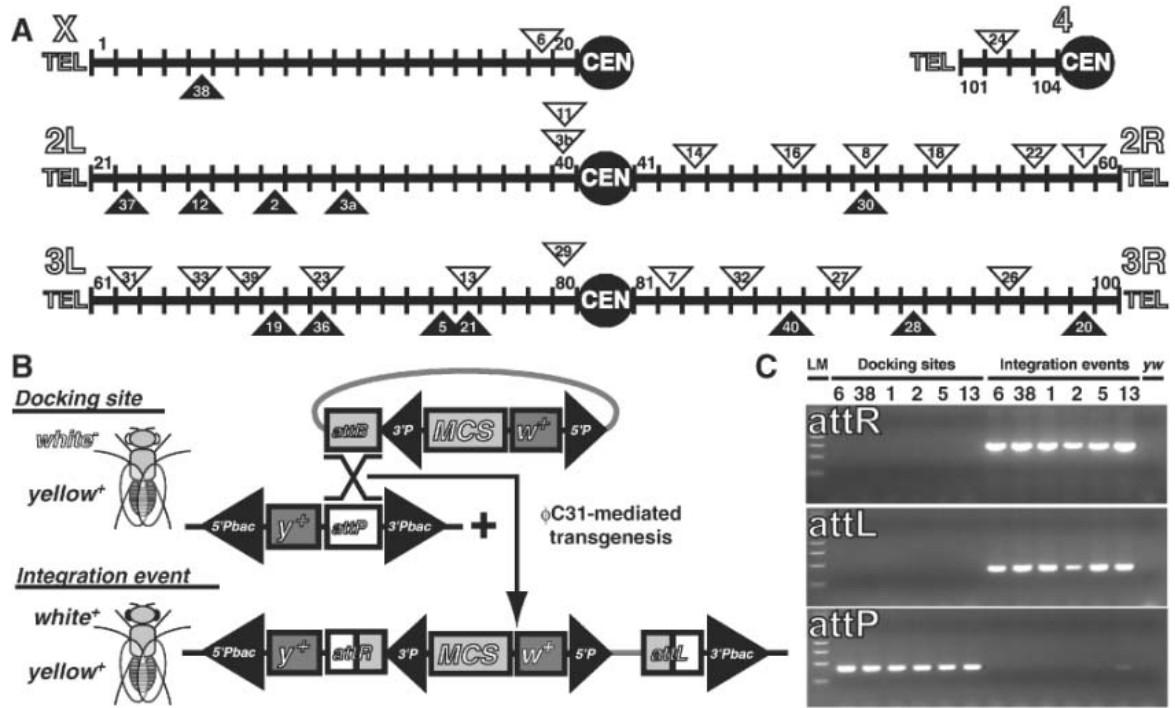 A
X
1
6
20
TEL
CEN
38
4
24
TEL
CEN
101
104
11
3b
2L
21
40
TEL
CEN
37
12
2
3a
41
14
16
8
18
22
1
60
2R
TEL
30
3L
61
31
33
39
23
13
29
80
TEL
CEN
19
36
5
21
81
7
32
27
26
100
3R
TEL
40
28
20
B
Docking site
white-
yellow+
attB
3'P
MCS
w+
5'P
5'Pbac
y+
attP
3'Pbac
+
ϕC31-mediated
transgenesis
Integration event
white+
yellow+
5'Pbac
y+
attR
3'P
MCS
w+
5'P
attL
3'Pbac
C
LM
Docking sites
Integration events
yw
6 38 1 2 5 13
6 38 1 2 5 13
attR
attL
attP